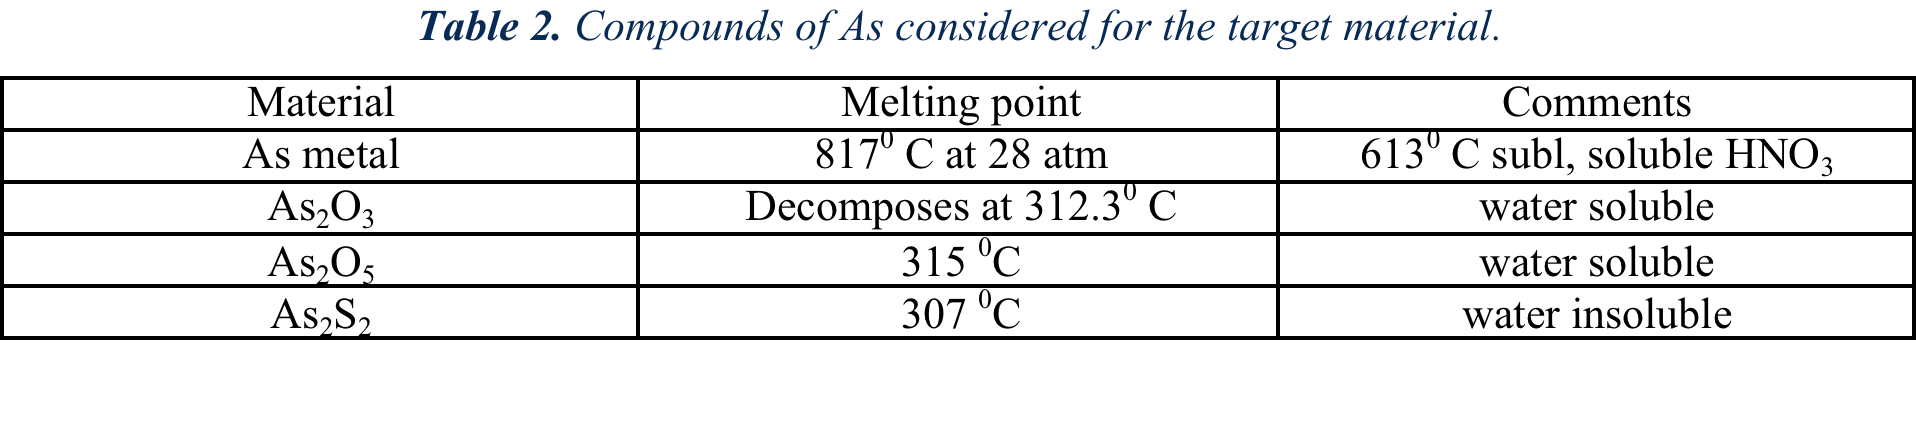 Table 2. Compounds of As considered for the target material.
Material Melting point Comments
As metal 817⁰ C at 28 atm 613⁰ C subl, soluble HNO₃
As₂O₃ Decomposes at 312.3⁰ C water soluble
As₂O₅ 315 ⁰C water soluble
As₂S₂ 307 ⁰C water insoluble